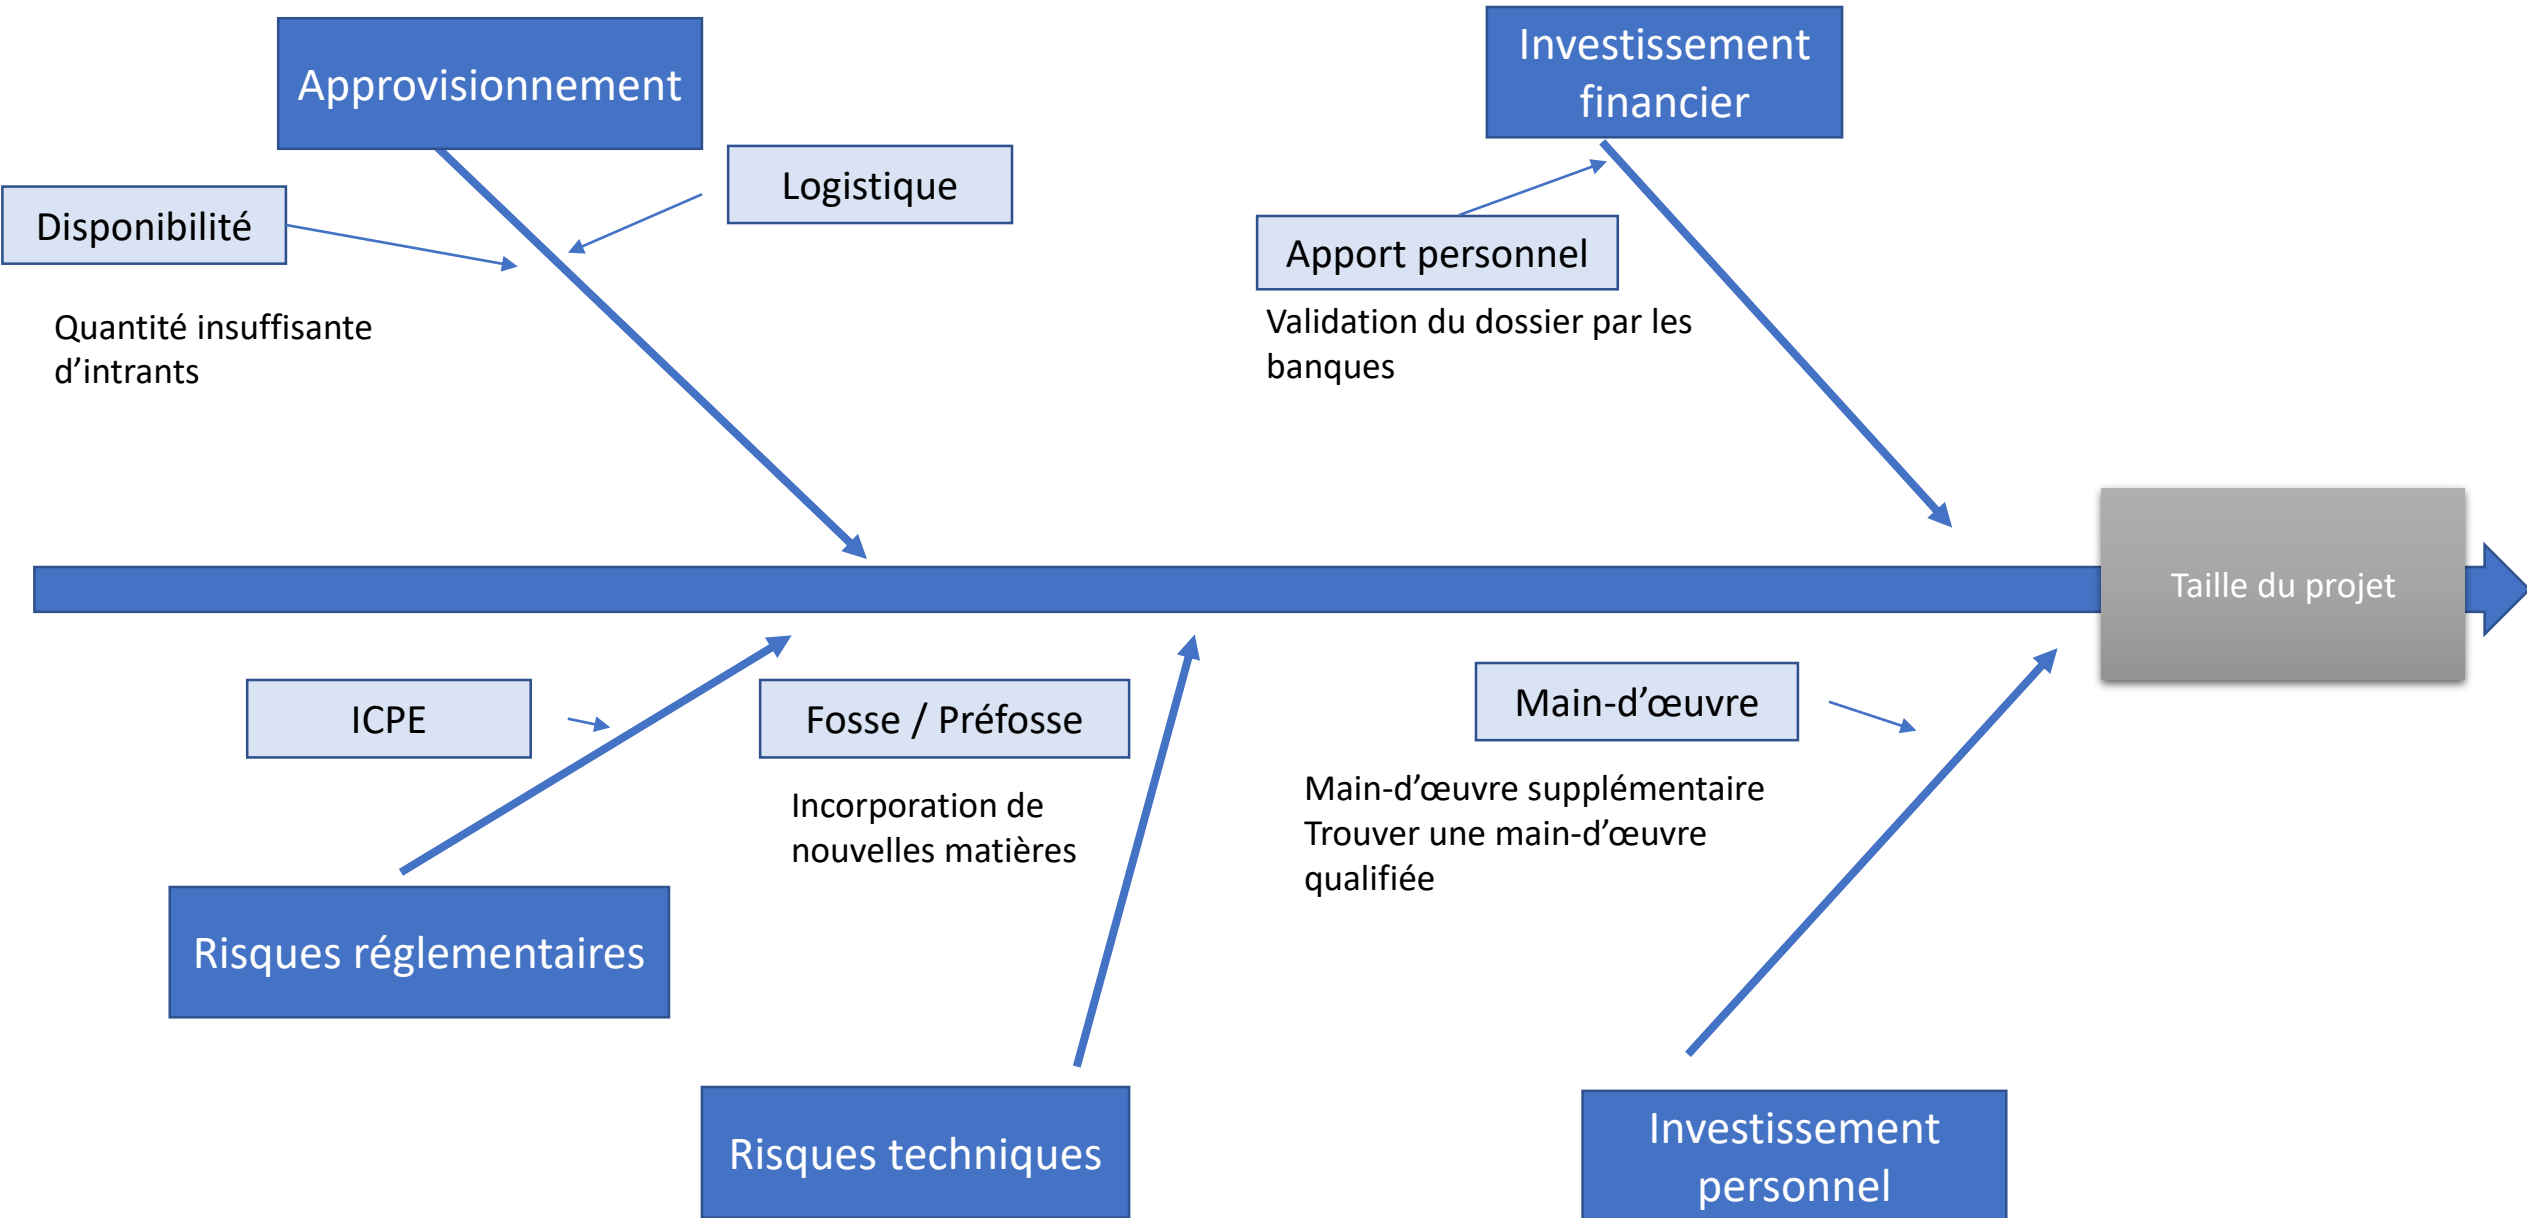 Approvisionnement
Investissement
financier
Logistique
Disponibilité
Apport personnel
Quantité insuffisante
d’intrants
Validation du dossier par les
banques
Taille du projet
ICPE
Fosse / Préfosse
Main-d’œuvre
Incorporation de
nouvelles matières
Main-d’œuvre supplémentaire
Trouver une main-d’œuvre
qualifiée
Risques réglementaires
Risques techniques
Investissement
personnel